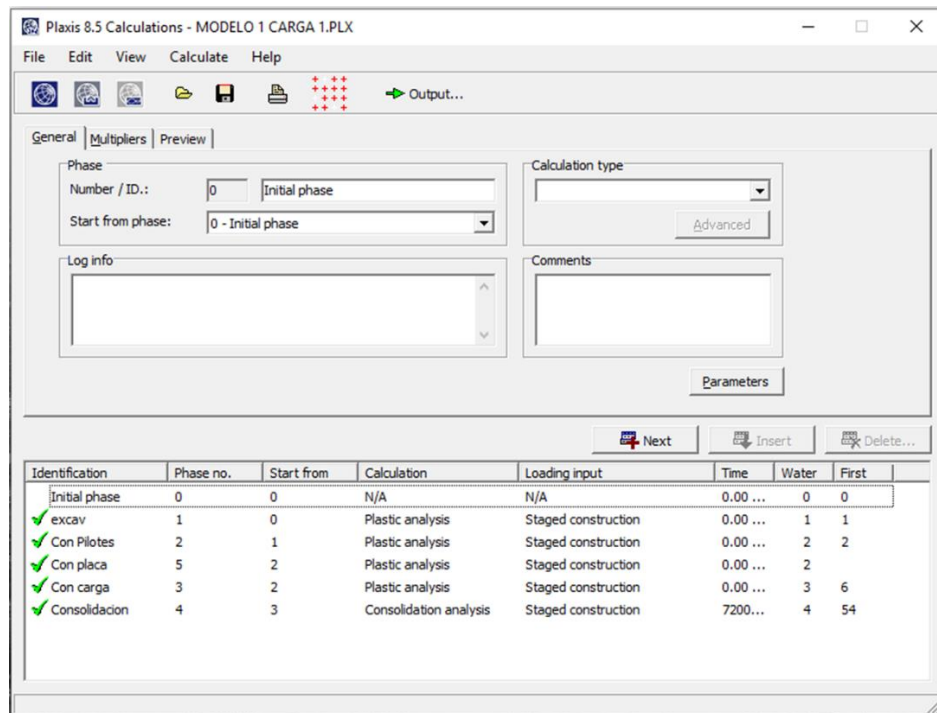 Plaxis 8.5 Calculations - MODELO 1 CARGA 1.PLX
File Edit View Calculate Help
Output...
General Multipliers Preview
Phase
Number / ID.: 0 Initial phase
Start from phase: 0 - Initial phase
Calculation type
Advanced
Log info
Comments
Parameters
Next Insert Delete...
Identification Phase no. Start from Calculation Loading input Time Water First
Initial phase 0 0 N/A N/A 0.00 ... 0 0
excav 1 0 Plastic analysis Staged construction 0.00 ... 1 1
Con Pilotes 2 1 Plastic analysis Staged construction 0.00 ... 2 2
Con placa 5 2 Plastic analysis Staged construction 0.00 ... 2
Con carga 3 2 Plastic analysis Staged construction 0.00 ... 3 6
Consolidacion 4 3 Consolidation analysis Staged construction 7200... 4 54